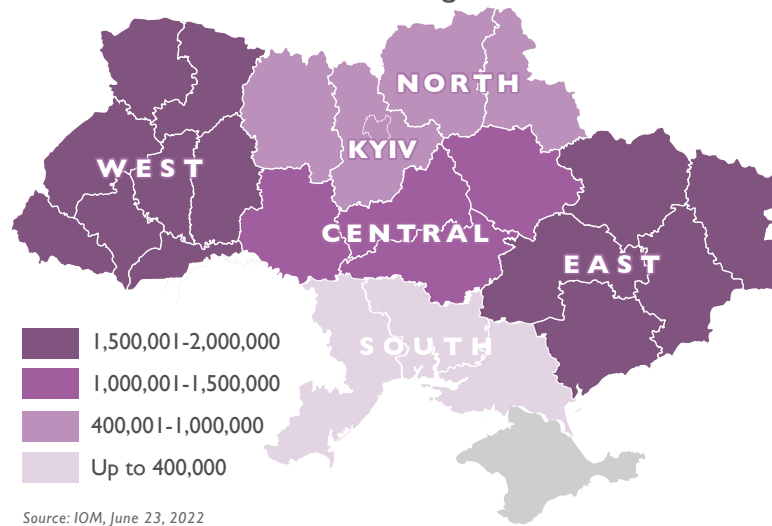 NORTH
KYIV
WEST
CENTRAL
EAST
SOUTH
1,500,001-2,000,000
1,000,001-1,500,000
400,001-1,000,000
Up to 400,000
Source: IOM, June 23, 2022